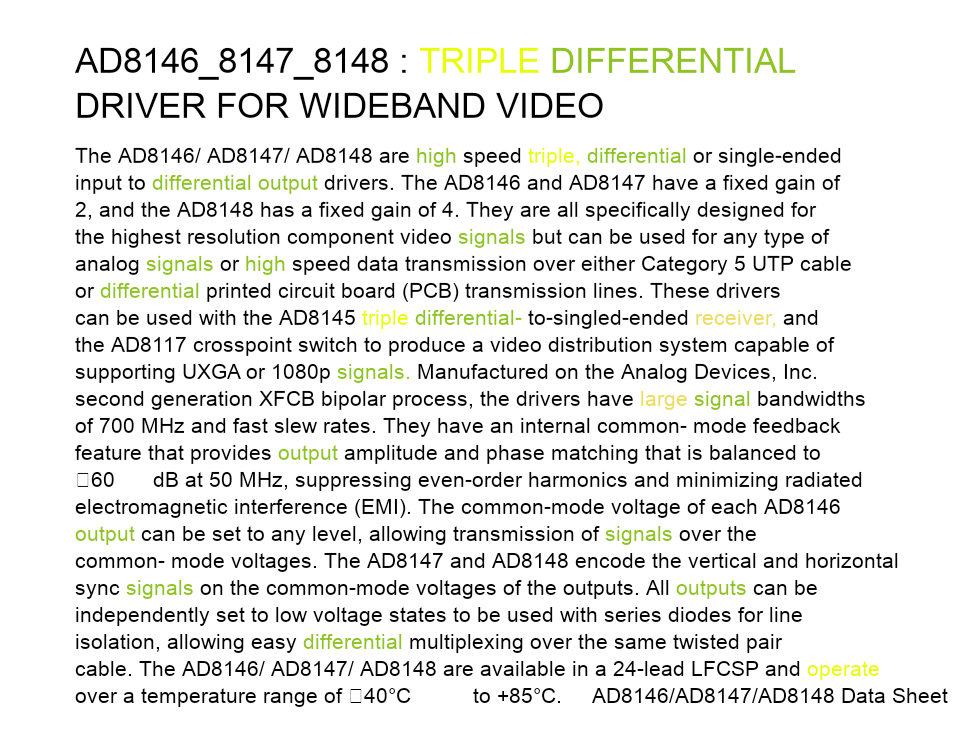 AD8146_8147_8148 : TRIPLE DIFFERENTIAL
DRIVER FOR WIDEBAND VIDEO
The AD8146/ AD8147/ AD8148 are high speed triple, differential or single-ended
input to differential output drivers. The AD8146 and AD8147 have a fixed gain of
2, and the AD8148 has a fixed gain of 4. They are all specifically designed for
the highest resolution component video signals but can be used for any type of
analog signals or high speed data transmission over either Category 5 UTP cable
or differential printed circuit board (PCB) transmission lines. These drivers
can be used with the AD8145 triple differential- to-singled-ended receiver, and
the AD8117 crosspoint switch to produce a video distribution system capable of
supporting UXGA or 1080p signals. Manufactured on the Analog Devices, Inc.
second generation XFCB bipolar process, the drivers have large signal bandwidths
of 700 MHz and fast slew rates. They have an internal common- mode feedback
feature that provides output amplitude and phase matching that is balanced to
60 dB at 50 MHz, suppressing even-order harmonics and minimizing radiated
electromagnetic interference (EMI). The common-mode voltage of each AD8146
output can be set to any level, allowing transmission of signals over the
common- mode voltages. The AD8147 and AD8148 encode the vertical and horizontal
sync signals on the common-mode voltages of the outputs. All outputs can be
independently set to low voltage states to be used with series diodes for line
isolation, allowing easy differential multiplexing over the same twisted pair
cable. The AD8146/ AD8147/ AD8148 are available in a 24-lead LFCSP and operate
over a temperature range of 40°C to +85°C. AD8146/AD8147/AD8148 Data Sheet